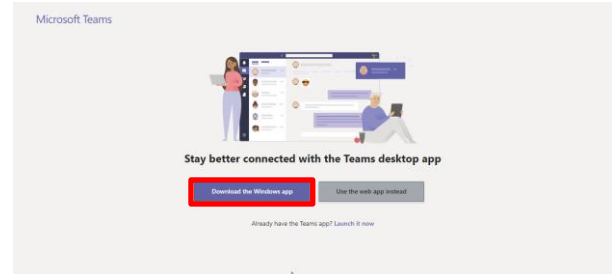 Microsoft Teams
Stay better connected with the Teams desktop app
Download the Windows app
Use the web app instead
Already have the Teams app? Launch it now